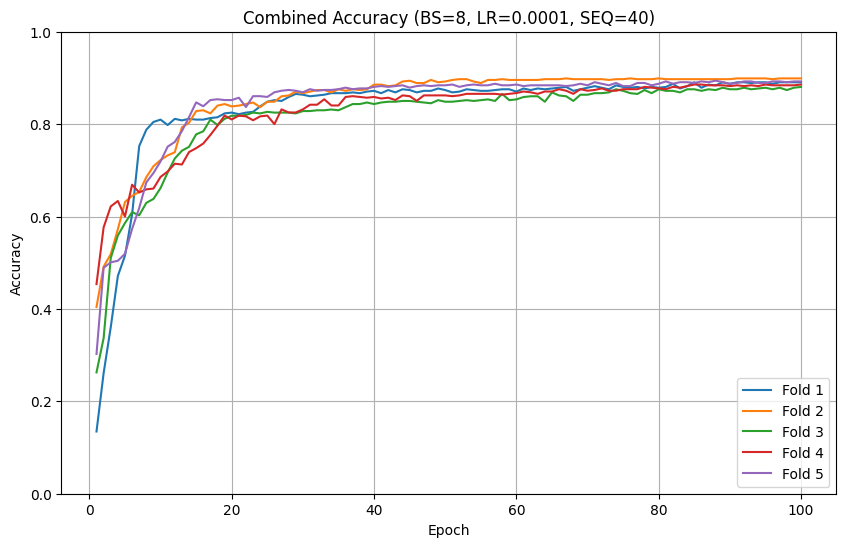 Combined Accuracy (BS=8, LR=0.0001, SEQ=40)
1.0
0.8
0.6
0.4
0.2
0.0
Accuracy
0 20 40 60 80 100
Epoch
Fold 1
Fold 2
Fold 3
Fold 4
Fold 5